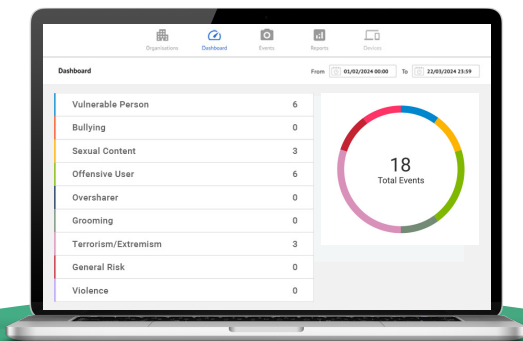 Organisations Dashboard Events Reports Devices
Dashboard From 01/02/2024 00:00 To 22/03/2024 23:59
Vulnerable Person 6
Bullying 0
Sexual Content 3
Offensive User 6
Oversharer 0
Grooming 0
Terrorism/Extremism 3
General Risk 0
Violence 0
18
Total Events